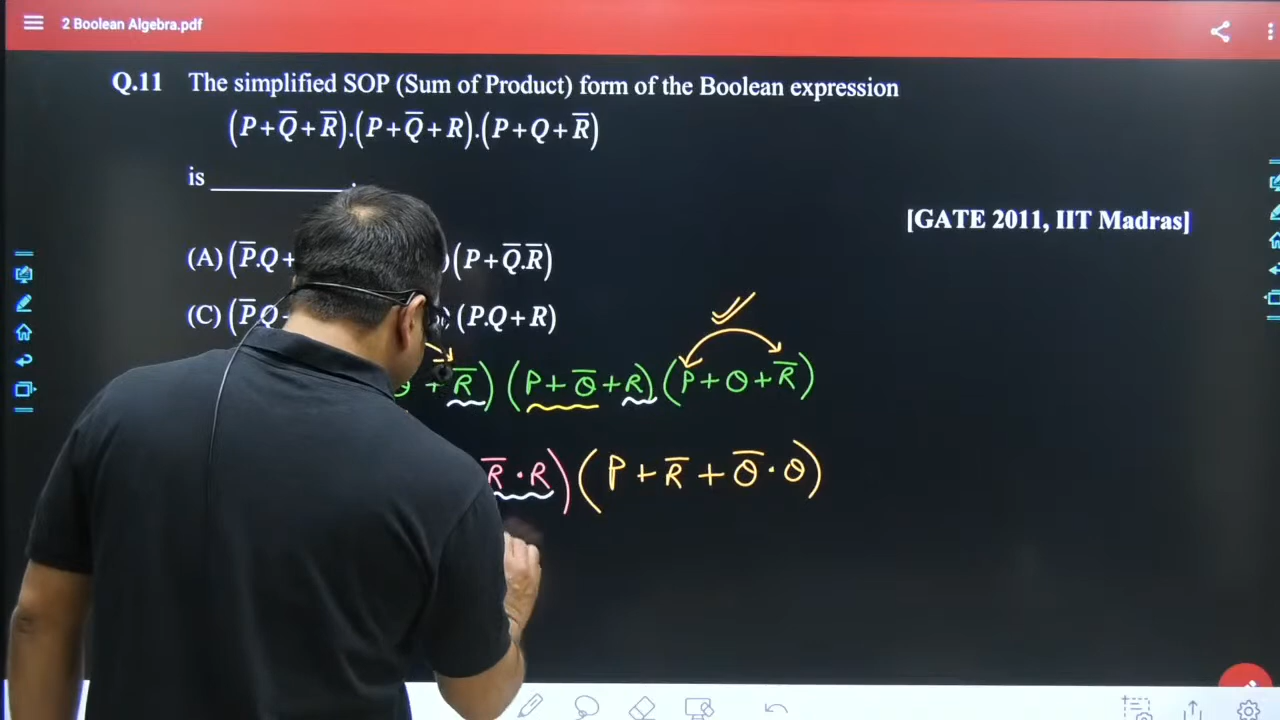 2 Boolean Algebra.pdf
Q.11 The simplified SOP (Sum of Product) form of the Boolean expression
(P+Q̅+R̅).(P+Q̅+R).(P+Q+R̅)
is ____________.
[GATE 2011, IIT Madras]
(A) (P̅.Q+ (P+Q̅.R̅)
(C) (P̅.Q (P.Q+R)
+ R̅) (P + Q̅ + R) (P + Q + R̅)
R̅ · R) (P + R̅ + Q̅ · Q)